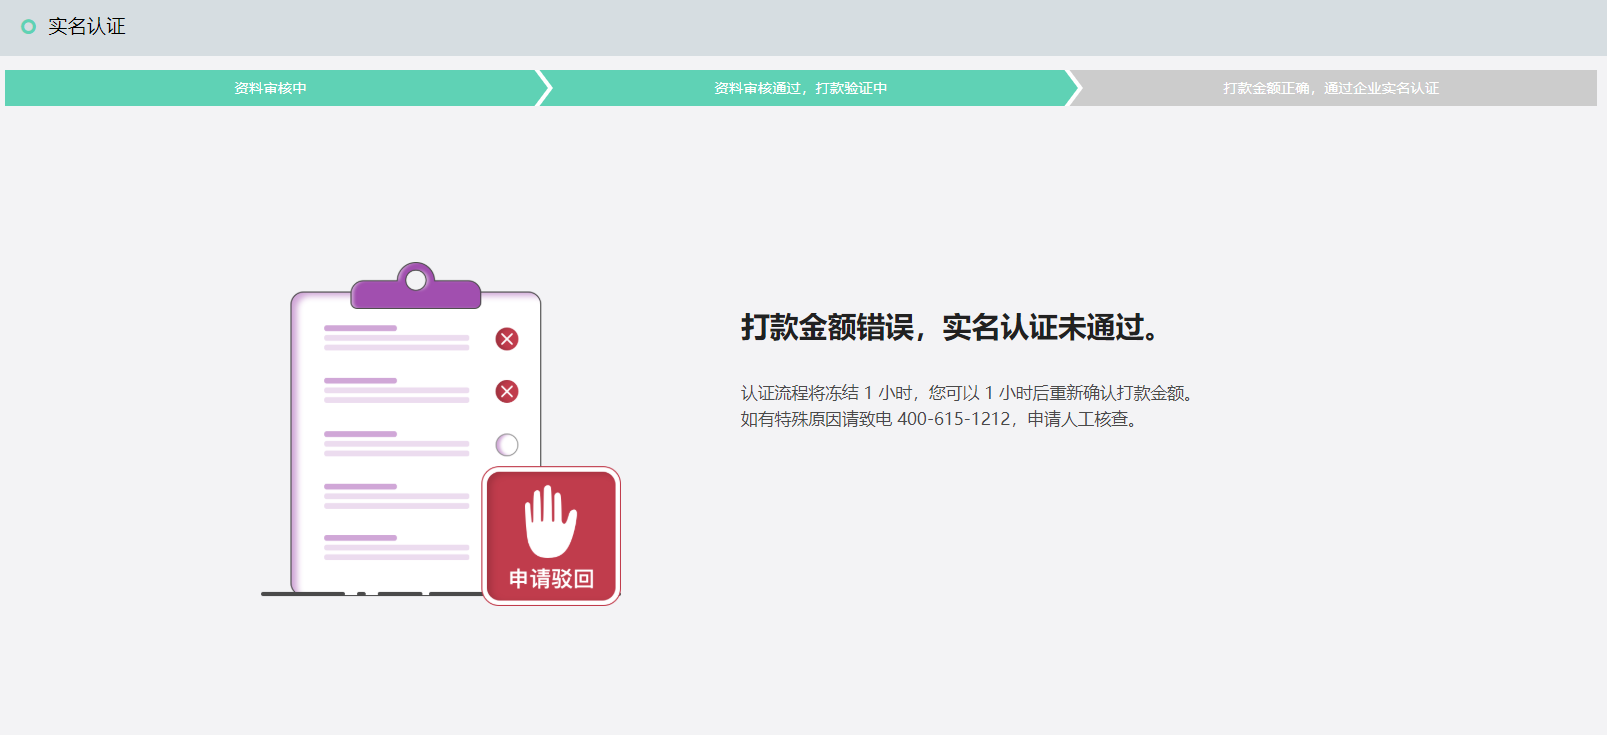 实名认证
资料审核中
资料审核通过，打款验证中
打款金额正确，通过企业实名认证
打款金额错误，实名认证未通过。
认证流程将冻结 1 小时，您可以 1 小时后重新确认打款金额。
如有特殊原因请致电 400-615-1212，申请人工核查。
申请驳回